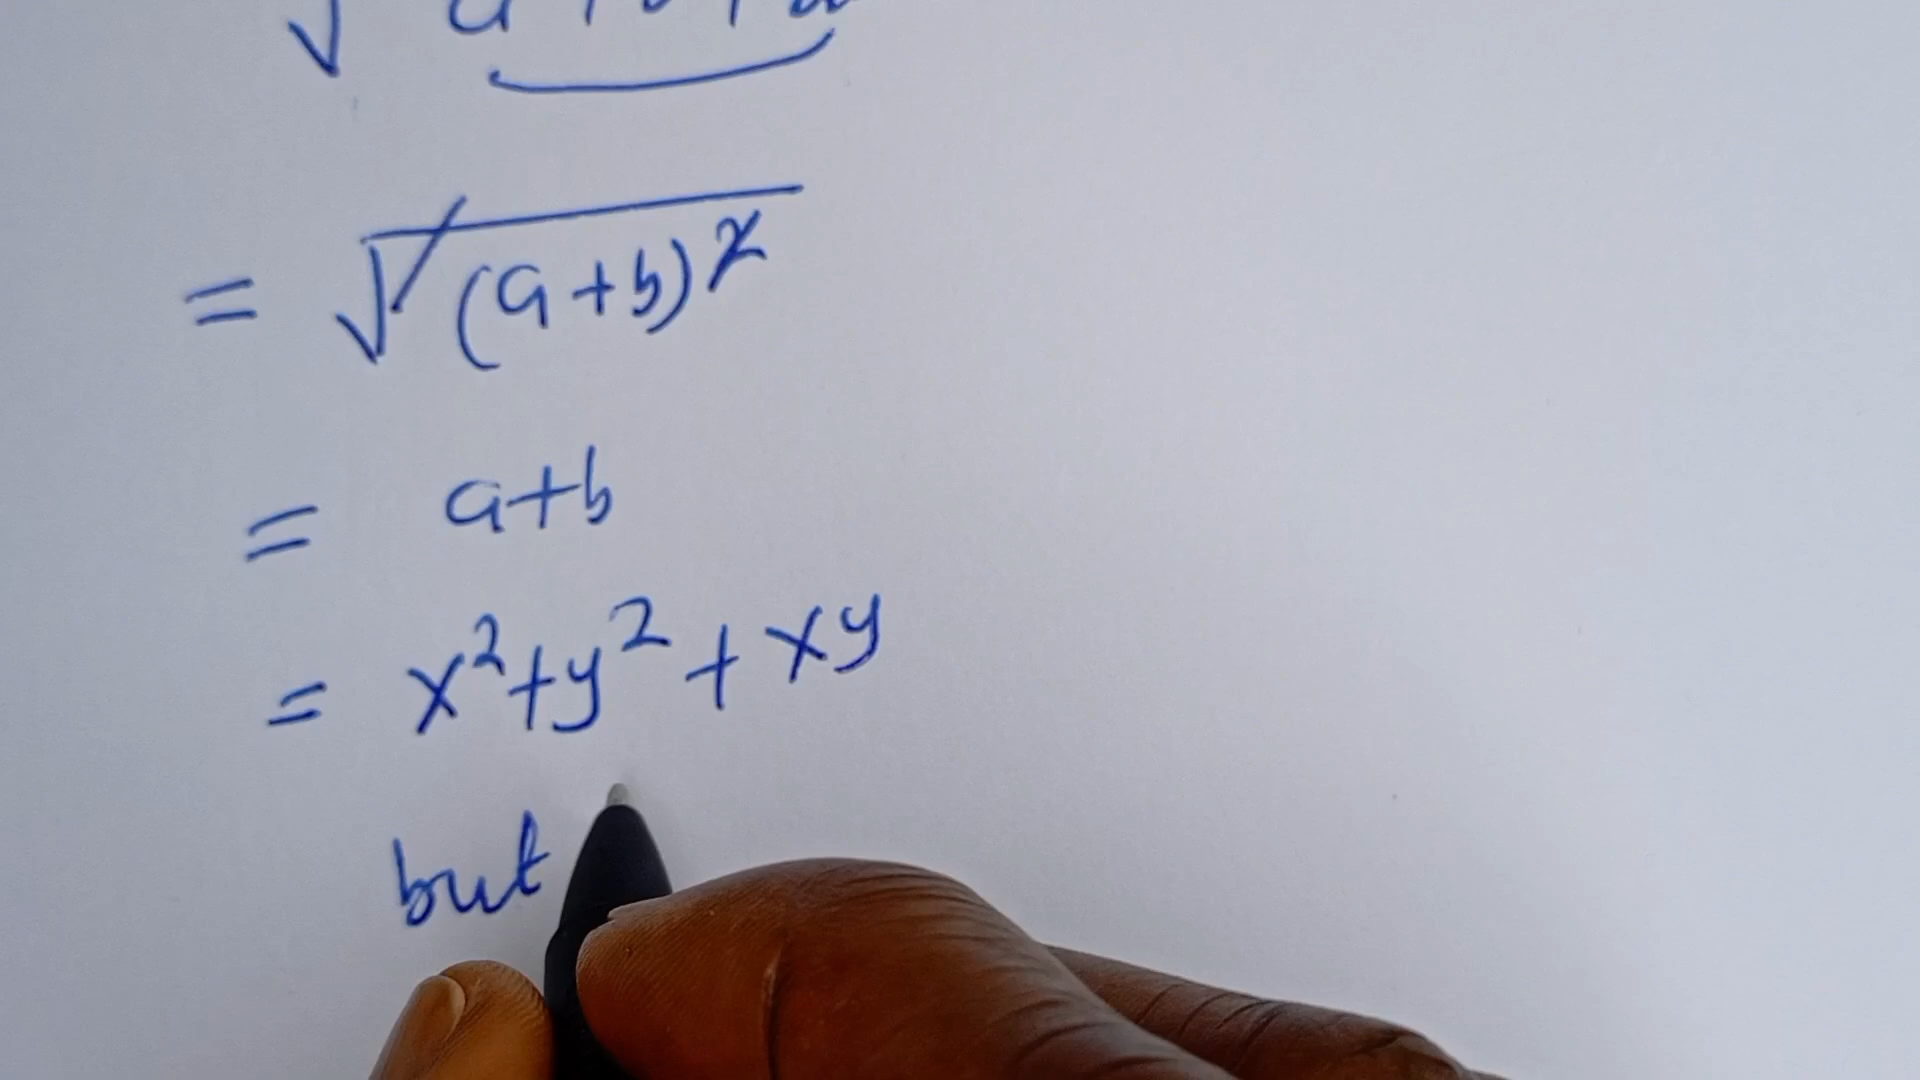 = √(a+b)²
= a+b
= x²+y²+xy
but